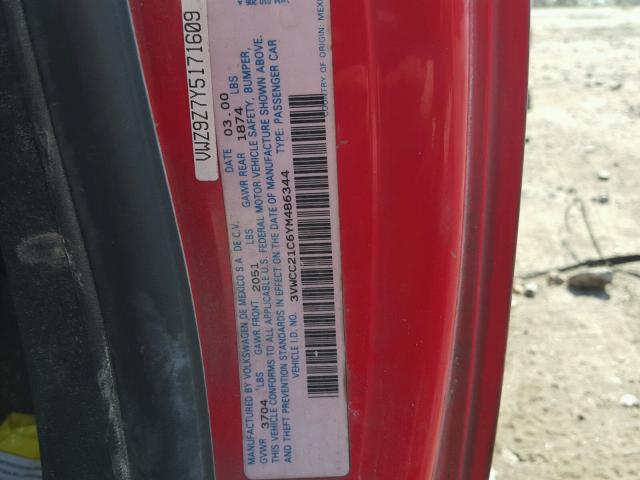 VWZ9Z7Y5171609
COUNTRY OF ORIGIN: MEX
MANUFACTURED BY VOLKSWAGEN DE MEXICO S.A. DE C.V. DATE 03.00
GVWR 3704 LBS GAWR FRONT 2051 LBS GAWR REAR 1874 LBS
THIS VEHICLE CONFORMS TO ALL APPLICABLE U.S. FEDERAL MOTOR VEHICLE SAFETY, BUMPER,
AND THEFT PREVENTION STANDARDS IN EFFECT ON THE DATE OF MANUFACTURE SHOWN ABOVE.
VEHICLE I.D. NO. 3VWCC21C6YM486344 TYPE: PASSENGER CAR